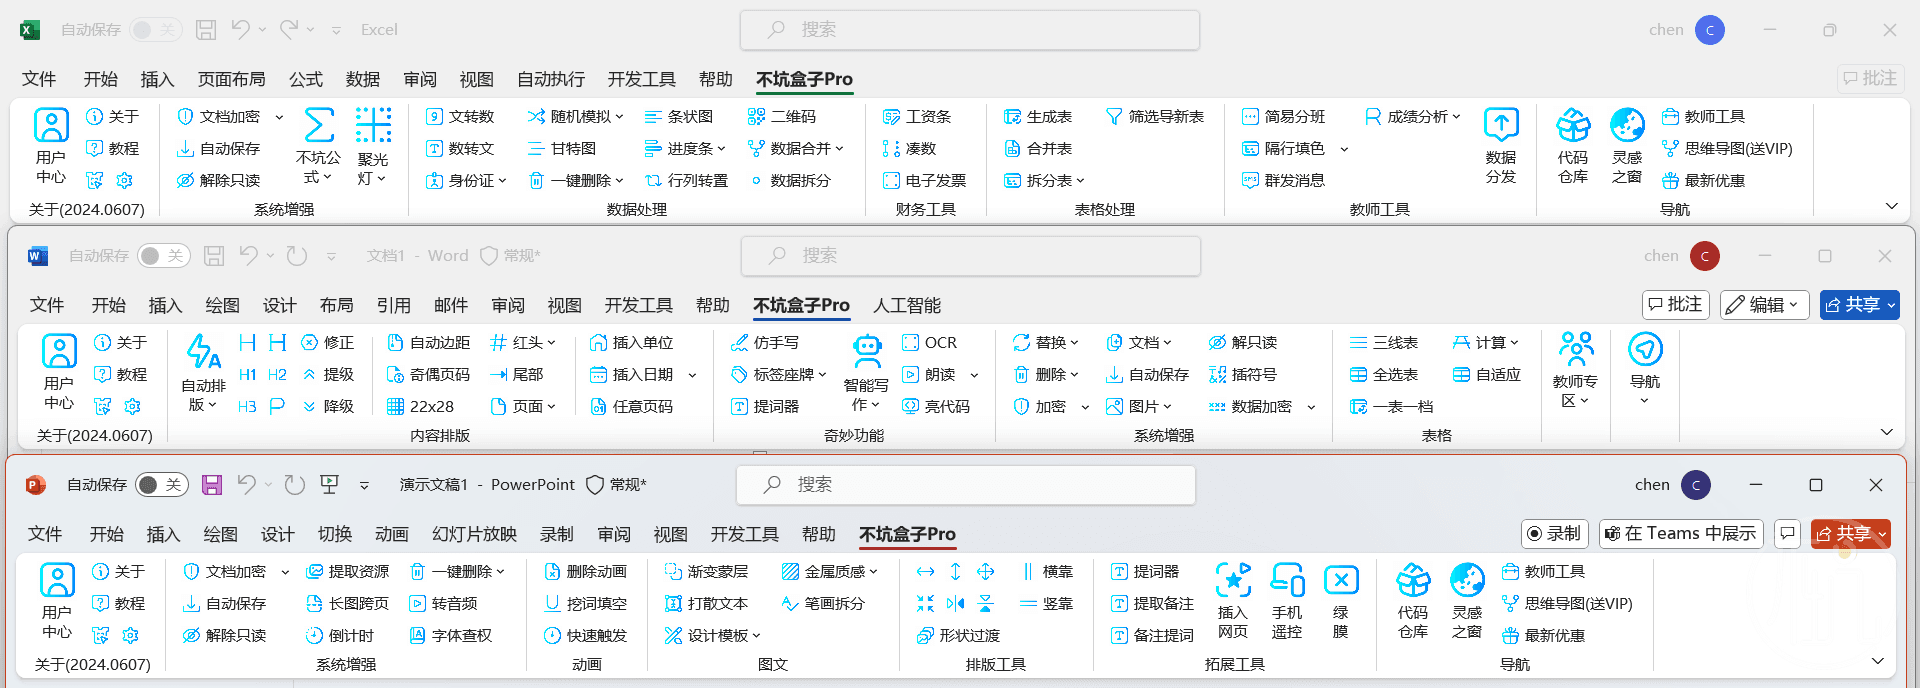 自动保存 关 Excel 搜索 chen C
文件 开始 插入 页面布局 公式 数据 审阅 视图 自动执行 开发工具 帮助 不坑盒子Pro 批注
关于 文档加密 文转数 随机模拟 条状图 二维码 工资条 生成表 筛选导新表 简易分班 成绩分析 教师工具
用户中心 教程 自动保存 不坑公式 聚光灯 数转文 甘特图 进度条 数据合并 凑数 合并表 隔行填色 数据分发 代码仓库 灵感之窗 思维导图(送VIP)
解除只读 身份证 一键删除 行列转置 数据拆分 电子发票 拆分表 群发消息 最新优惠
关于(2024.0607) 系统增强 数据处理 财务工具 表格处理 教师工具 导航
W 自动保存 关 文档1 - Word 常规* 搜索 chen C
文件 开始 插入 绘图 设计 布局 引用 邮件 审阅 视图 开发工具 帮助 不坑盒子Pro 人工智能 批注 编辑 共享
关于 修正 自动边距 红头 插入单位 仿手写 OCR 替换 文档 解只读 三线表 计算
用户中心 教程 自动排版 H1 H2 提级 奇偶页码 尾部 插入日期 标签座牌 智能写作 朗读 删除 自动保存 插符号 全选表 自适应 教师专区 导航
H3 降级 22x28 页面 任意页码 提词器 亮代码 加密 图片 数据加密 一表一档
关于(2024.0607) 内容排版 奇妙功能 系统增强 表格
P 自动保存 关 演示文稿1 - PowerPoint 常规* 搜索 chen C
文件 开始 插入 绘图 设计 切换 动画 幻灯片放映 录制 审阅 视图 开发工具 帮助 不坑盒子Pro 录制 在 Teams 中展示 共享
关于 文档加密 提取资源 一键删除 删除动画 渐变蒙层 金属质感 横靠 提词器 教师工具
用户中心 教程 自动保存 长图跨页 转音频 挖词填空 打散文本 笔画拆分 竖靠 提取备注 插入网页 手机遥控 绿膜 代码仓库 灵感之窗 思维导图(送VIP)
解除只读 倒计时 字体查权 快速触发 设计模板 形状过渡 备注提词 最新优惠
关于(2024.0607) 系统增强 动画 图文 排版工具 拓展工具 导航